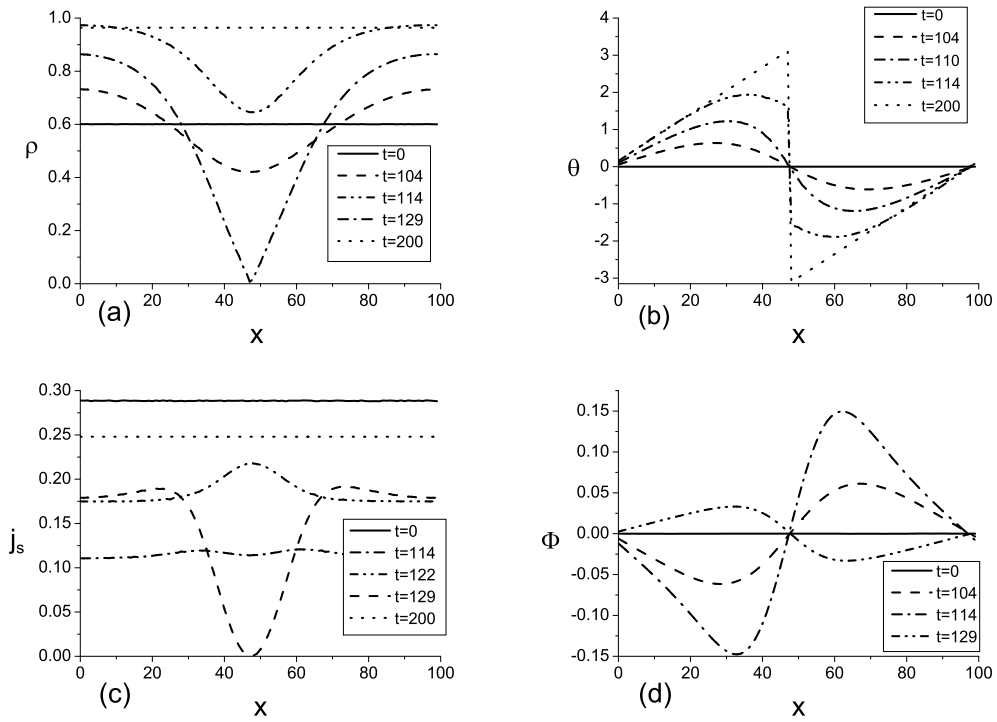 1.0
0.8
0.6
0.4
0.2
0.0
ρ
0 20 40 60 80 100
x
(a)
t=0
t=104
t=114
t=129
t=200
4
3
2
1
0
-1
-2
-3
θ
0 20 40 60 80 100
x
(b)
t=0
t=104
t=110
t=114
t=200
0.30
0.25
0.20
0.15
0.10
0.05
0.00
js
0 20 40 60 80 100
x
(c)
t=0
t=114
t=122
t=129
t=200
0.15
0.10
0.05
0.00
-0.05
-0.10
-0.15
Φ
0 20 40 60 80 100
x
(d)
t=0
t=104
t=114
t=129